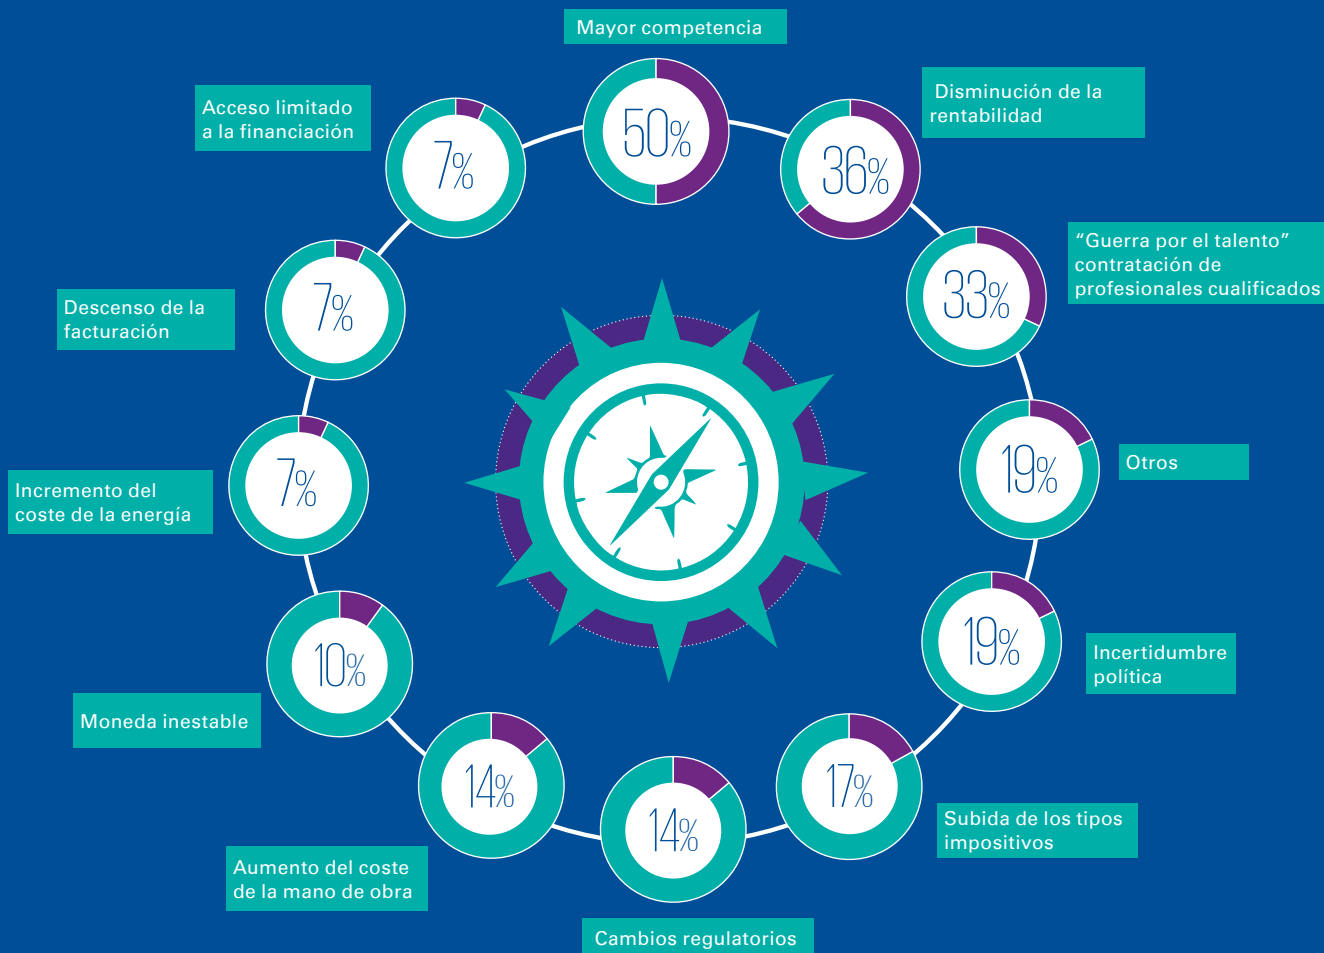 Mayor competencia
50%
Disminución de la
rentabilidad
36%
“Guerra por el talento”
contratación de
profesionales cualificados
33%
Otros
19%
Incertidumbre
política
19%
Subida de los tipos
impositivos
17%
Cambios regulatorios
14%
Aumento del coste
de la mano de obra
14%
Moneda inestable
10%
Incremento del
coste de la energía
7%
Descenso de la
facturación
7%
Acceso limitado
a la financiación
7%